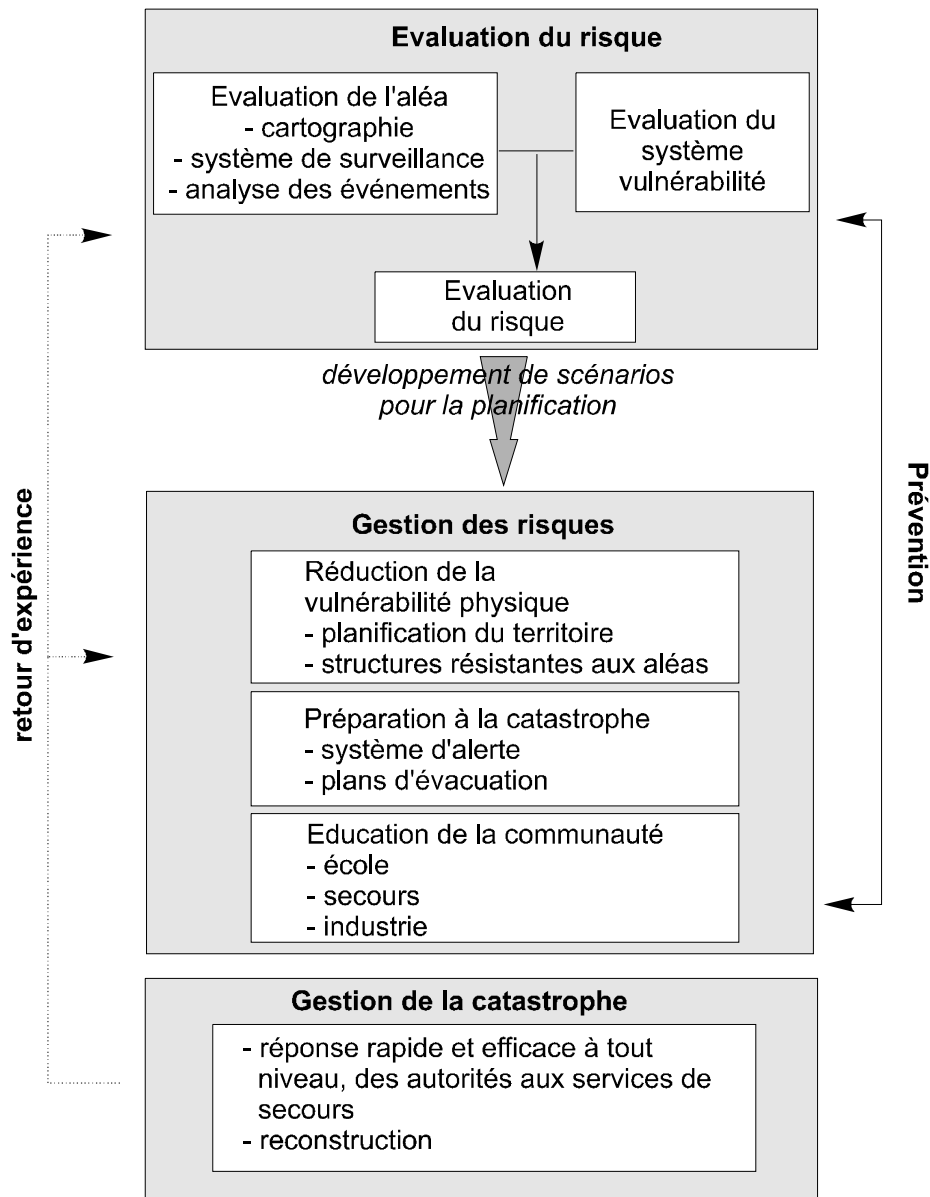 Evaluation du risque
Evaluation de l'aléa
- cartographie
- système de surveillance
- analyse des événements
Evaluation du
système
vulnérabilité
Evaluation
du risque
développement de scénarios
pour la planification
retour d'expérience
Prévention
Gestion des risques
Réduction de la
vulnérabilité physique
- planification du territoire
- structures résistantes aux aléas
Préparation à la catastrophe
- système d'alerte
- plans d'évacuation
Education de la communauté
- école
- secours
- industrie
Gestion de la catastrophe
- réponse rapide et efficace à tout
niveau, des autorités aux services de
secours
- reconstruction